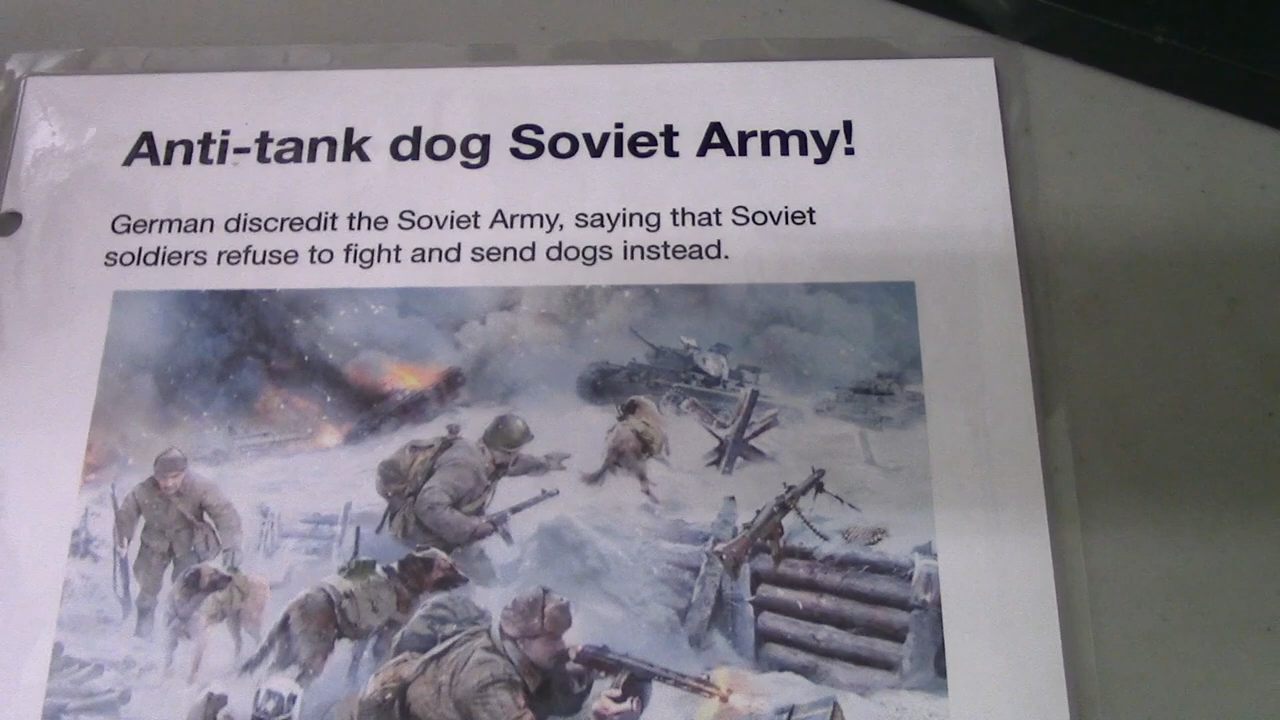 Anti-tank dog Soviet Army!
German discredit the Soviet Army, saying that Soviet
soldiers refuse to fight and send dogs instead.